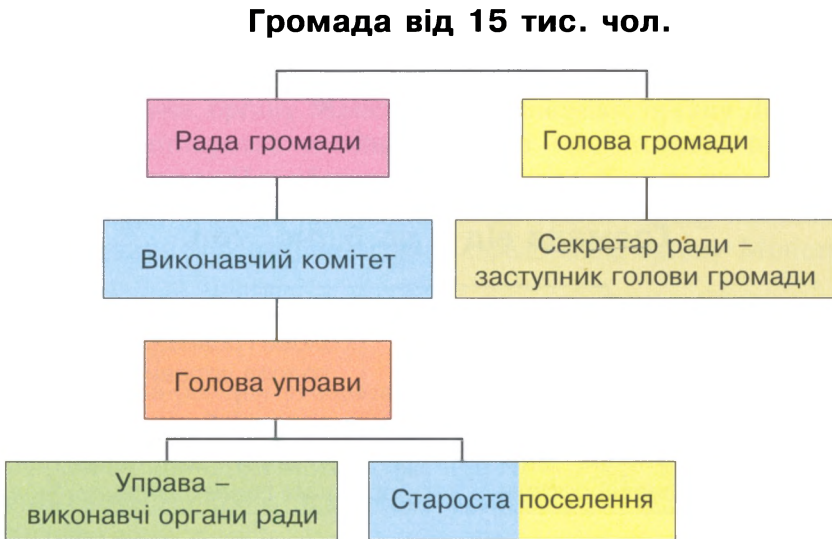 Громада від 15 тис. чол.
Рада громади
Голова громади
Виконавчий комітет
Секретар ради –
заступник голови громади
Голова управи
Управа –
виконавчі органи ради
Староста поселення